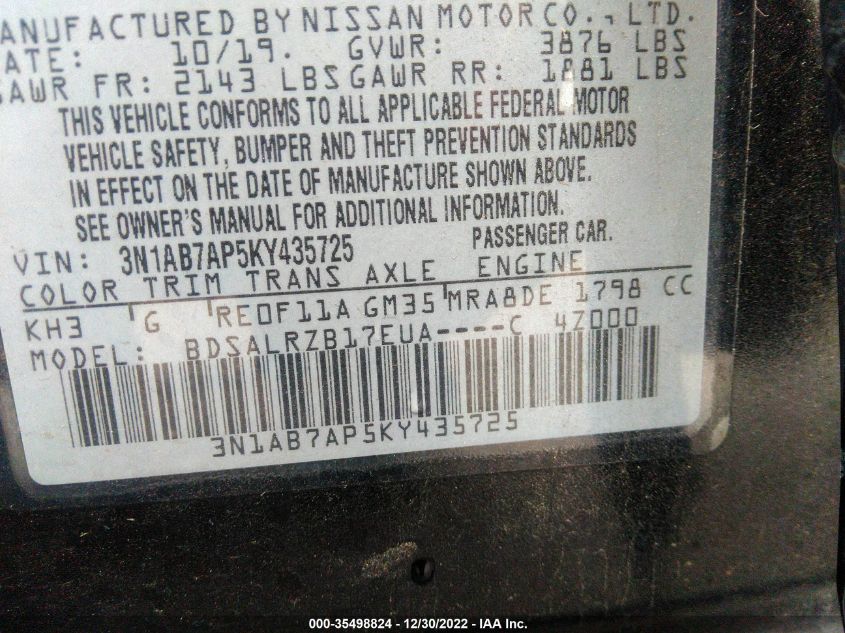 MANUFACTURED BY NISSAN MOTOR CO., LTD.
DATE: 10/19. GVWR: 3876 LBS
GAWR FR: 2143 LBS GAWR RR: 1881 LBS
THIS VEHICLE CONFORMS TO ALL APPLICABLE FEDERAL MOTOR
VEHICLE SAFETY, BUMPER AND THEFT PREVENTION STANDARDS
IN EFFECT ON THE DATE OF MANUFACTURE SHOWN ABOVE.
SEE OWNER'S MANUAL FOR ADDITIONAL INFORMATION.
VIN: 3N1AB7AP5KY435725 PASSENGER CAR.
COLOR TRIM TRANS AXLE ENGINE
KH3 'G 'RE0F11A GM35 'MRA8DE 1798 CC
MODEL: BDSALRZB17EUA----C 4Z000
3N1AB7AP5KY435725
000-35498824 - 12/30/2022 - IAA Inc.